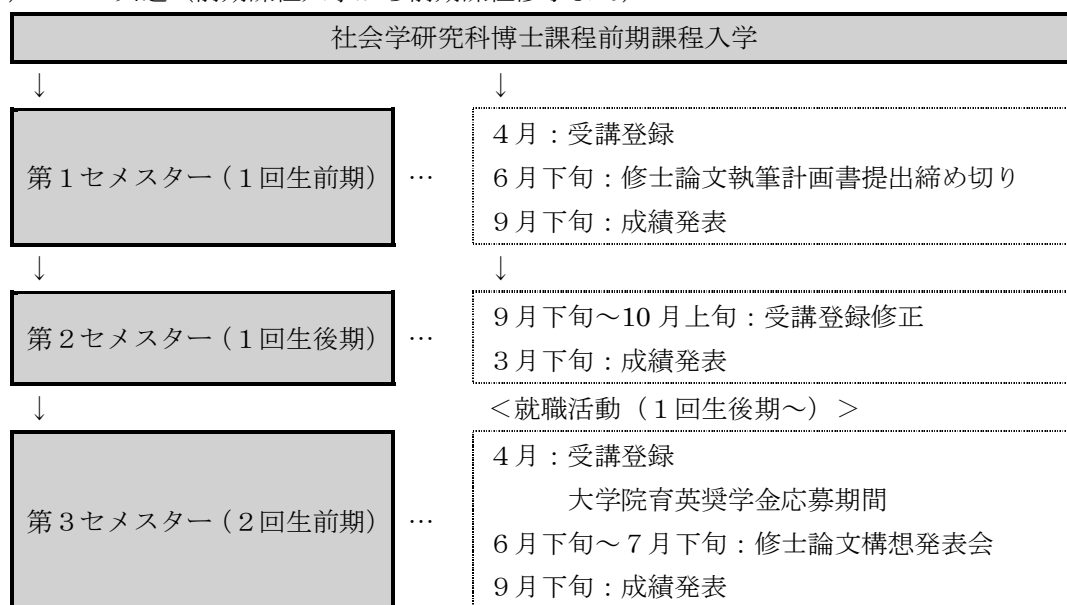 社会学研究科博士課程前期課程入学
↓ ↓
第１セメスター（１回生前期） …
４月：受講登録
６月下旬：修士論文執筆計画書提出締め切り
９月下旬：成績発表
↓ ↓
第２セメスター（１回生後期） …
９月下旬～10 月上旬：受講登録修正
３月下旬：成績発表
↓ ＜就職活動（１回生後期～）＞
第３セメスター（２回生前期） …
４月：受講登録
大学院育英奨学金応募期間
６月下旬～７月下旬：修士論文構想発表会
９月下旬：成績発表